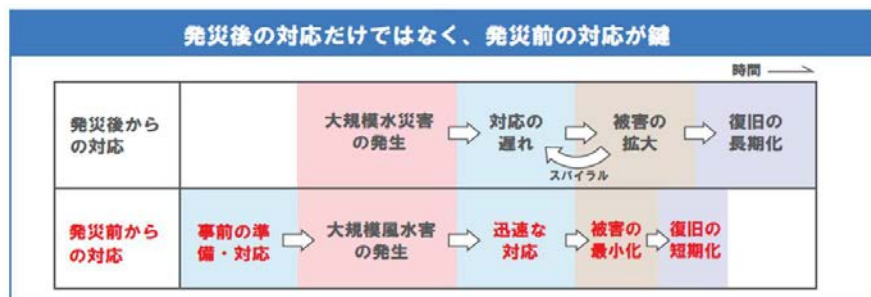 発災後の対応だけではなく、発災前の対応が鍵
時間
発災後から
の対応
大規模水災害
の発生
対応の
遅れ
被害の
拡大
復旧の
長期化
スパイラル
発災前から
の対応
事前の準
備・対応
大規模風水害
の発生
迅速な
対応
被害の
最小化
復旧の
短期化